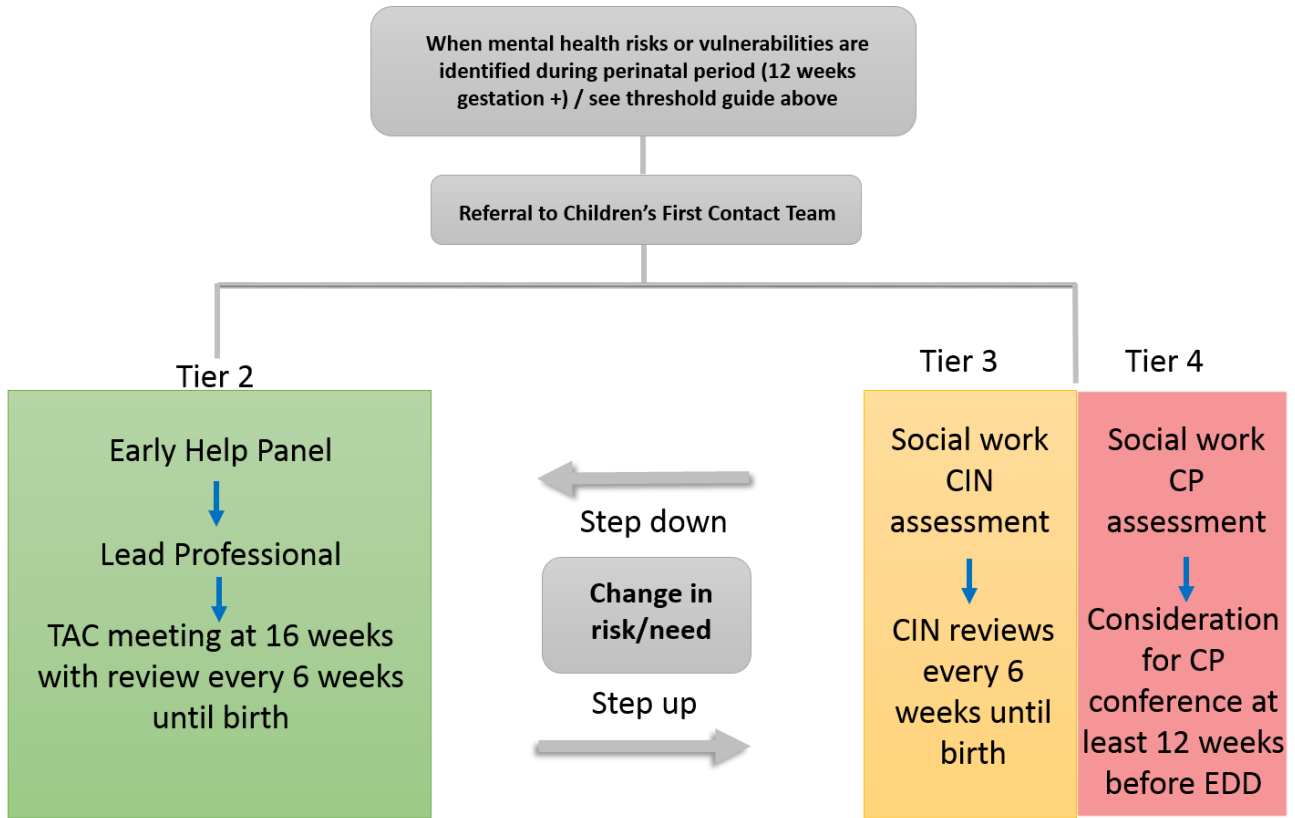 When mental health risks or vulnerabilities are
identified during perinatal period (12 weeks
gestation +) / see threshold guide above
Referral to Children’s First Contact Team
Tier 2
Early Help Panel
Lead Professional
TAC meeting at 16 weeks
with review every 6 weeks
until birth
Step down
Change in
risk/need
Step up
Tier 3
Social work
CIN
assessment
CIN reviews
every 6
weeks until
birth
Tier 4
Social work
CP
assessment
Consideration
for CP
conference at
least 12 weeks
before EDD